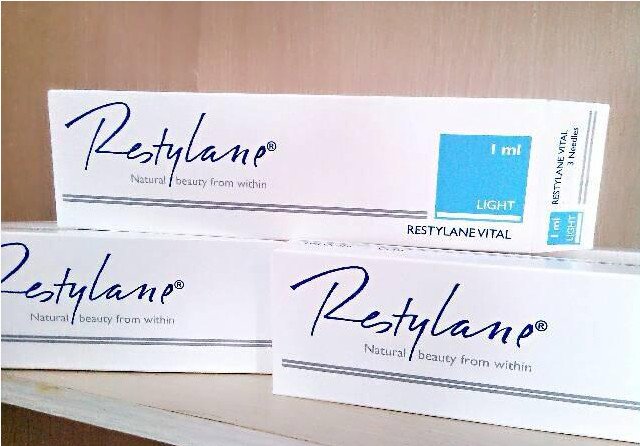 Restylane®
Natural beauty from within
1 ml
LIGHT
RESTYLANE VITAL
RESTYLANE VITAL
3 Needles
1 ml
LIGHT
Restylane®
Natural beauty from within
Restylane®
Natural beauty from within